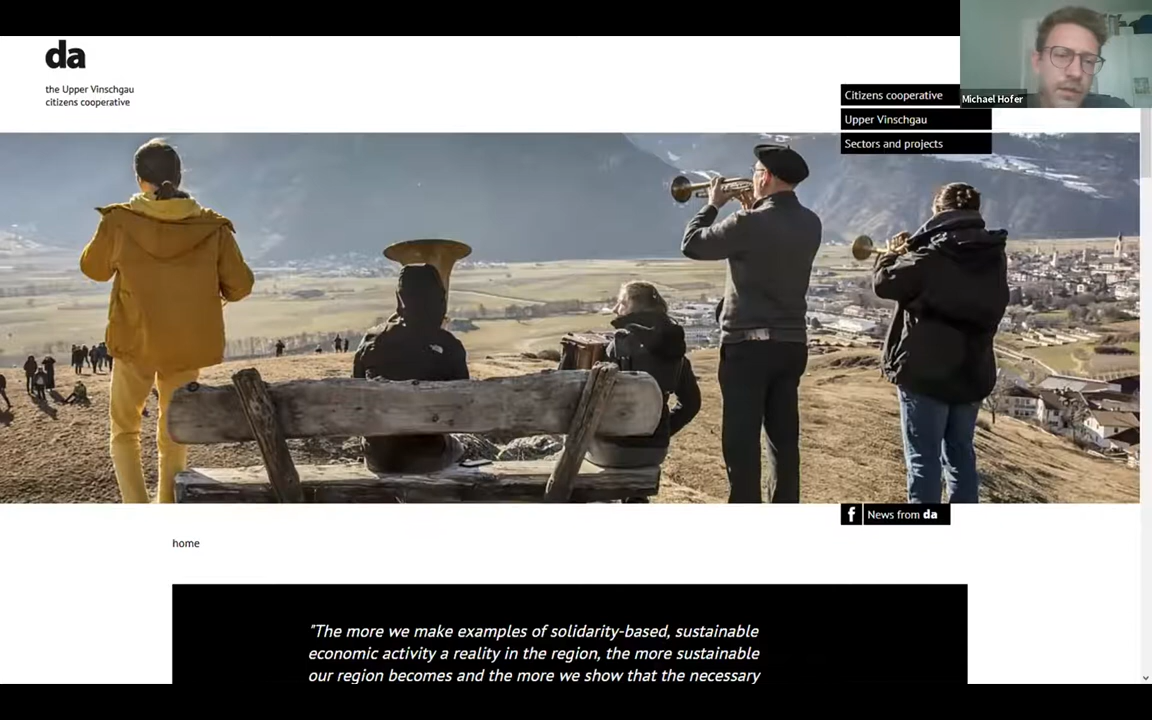 da
the Upper Vinschgau
citizens cooperative
Citizens cooperative
Michael Hofer
Upper Vinschgau
Sectors and projects
f News from da
home
"The more we make examples of solidarity-based, sustainable
economic activity a reality in the region, the more sustainable
our region becomes and the more we show that the necessary